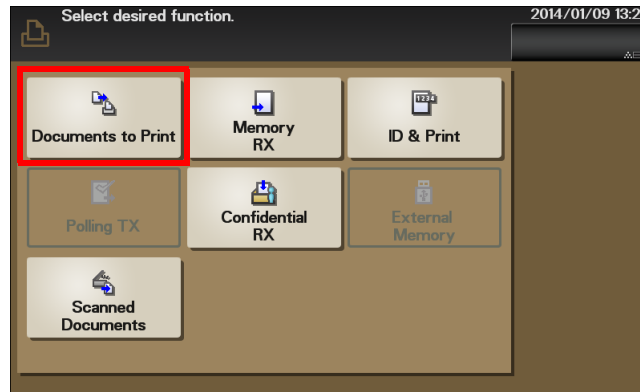 Select desired function.
2014/01/09 13:2
Documents to Print
Memory
RX
ID & Print
Polling TX
Confidential
RX
External
Memory
Scanned
Documents